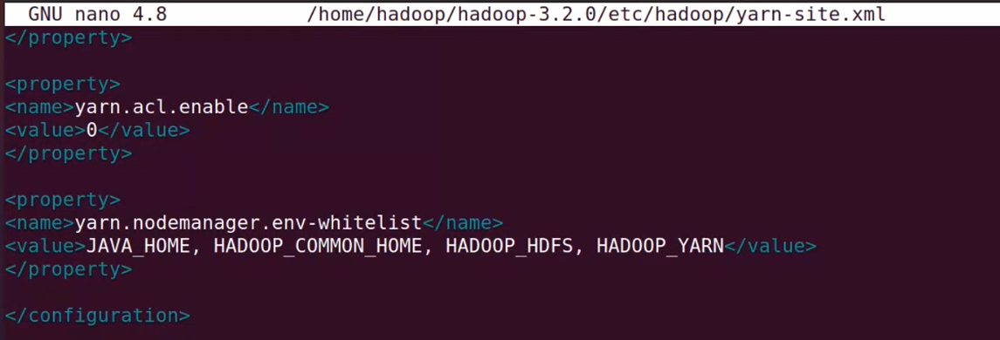 GNU nano 4.8 /home/hadoop/hadoop-3.2.0/etc/hadoop/yarn-site.xml
</property>
<property>
<name>yarn.acl.enable</name>
<value>0</value>
</property>
<property>
<name>yarn.nodemanager.env-whitelist</name>
<value>JAVA_HOME, HADOOP_COMMON_HOME, HADOOP_HDFS, HADOOP_YARN</value>
</property>
</configuration>